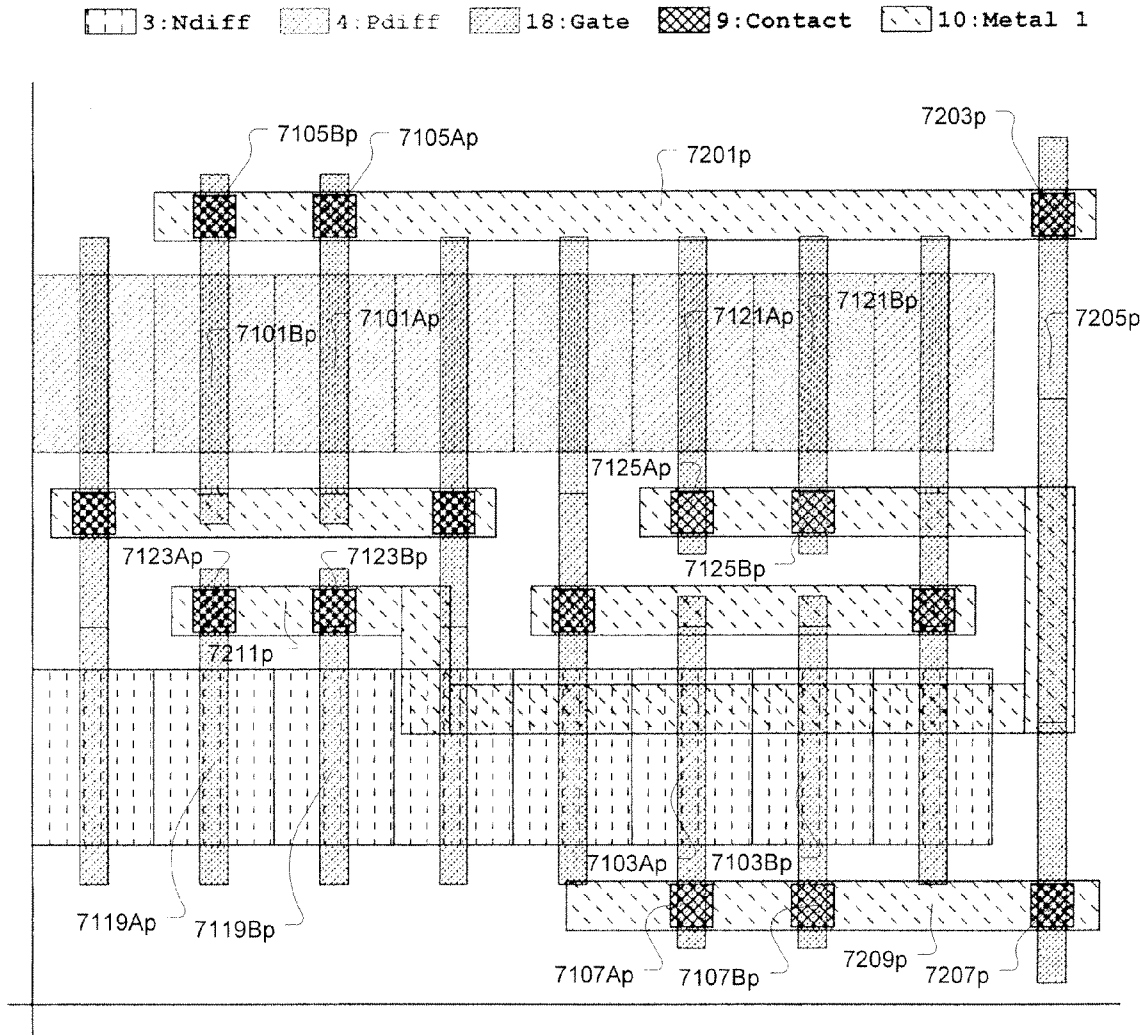 3:Ndiff 4:Pdiff 18:Gate 9:Contact 10:Metal 1
7105Bp 7105Ap 7203p
7201p
7101Bp 7101Ap 7121Ap 7121Bp 7205p
7125Ap
7123Ap 7123Bp 7125Bp
7211p
7103Ap 7103Bp
7119Ap 7119Bp
7107Ap 7107Bp 7209p 7207p